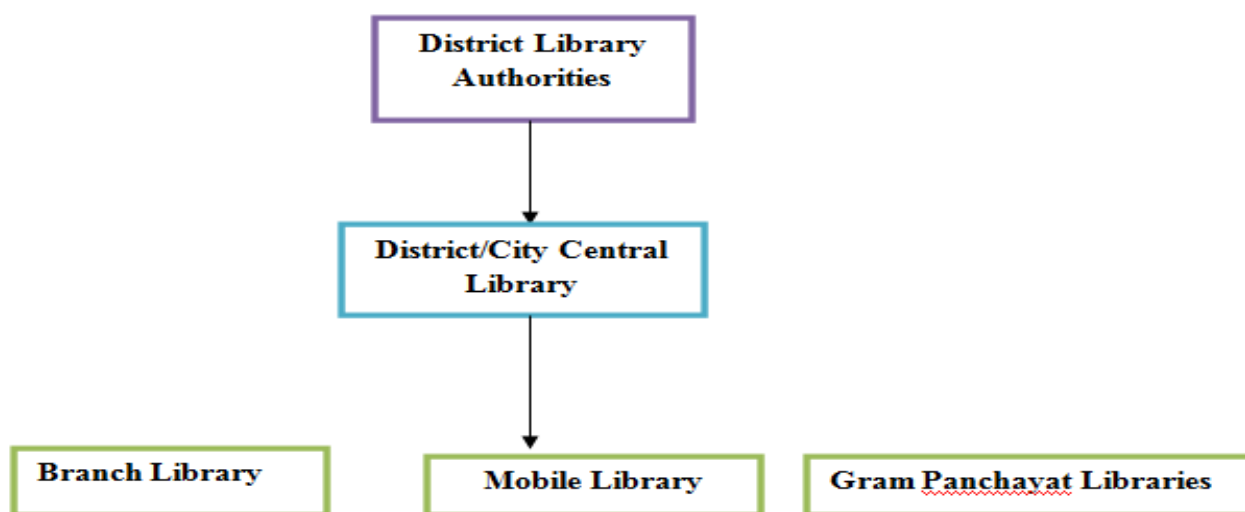 District Library
Authorities
District/City Central
Library
Branch Library
Mobile Library
Gram Panchayat Libraries